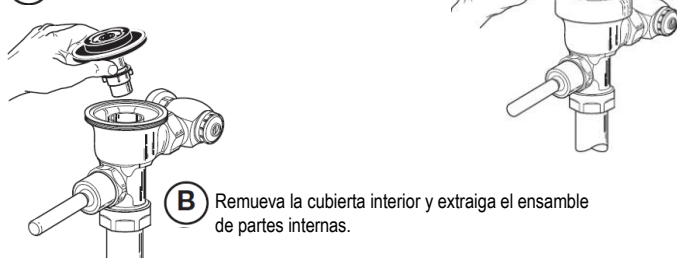 B Remueva la cubierta interior y extraiga el ensamble
de partes internas.